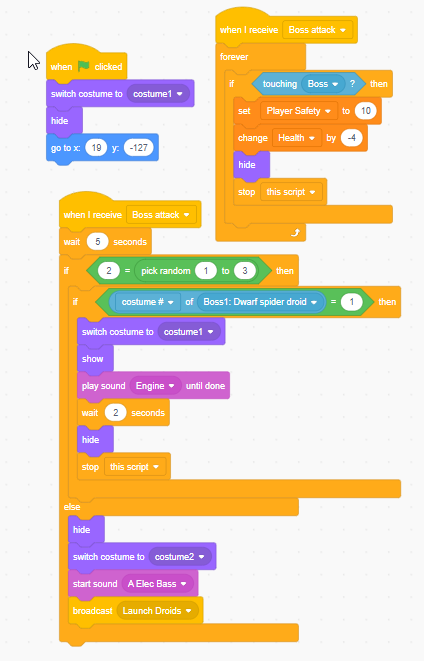 when clicked
switch costume to costume1
hide
go to x: 19 y: -127
when I receive Boss attack
forever
if touching Boss ? then
set Player Safety to 10
change Health by -4
hide
stop this script
when I receive Boss attack
wait 5 seconds
if 2 = pick random 1 to 3 then
if costume # of Boss1: Dwarf spider droid = 1 then
switch costume to costume1
show
play sound Engine until done
wait 2 seconds
hide
stop this script
else
hide
switch costume to costume2
start sound A Elec Bass
broadcast Launch Droids